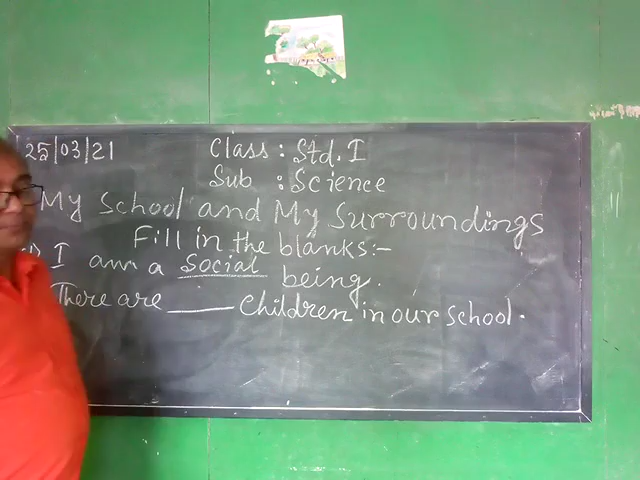 25/03/21
Class : Std. I
Sub : Science
My School and My Surroundings
Fill in the blanks:-
I am a Social being.
There are ____ children in our school.